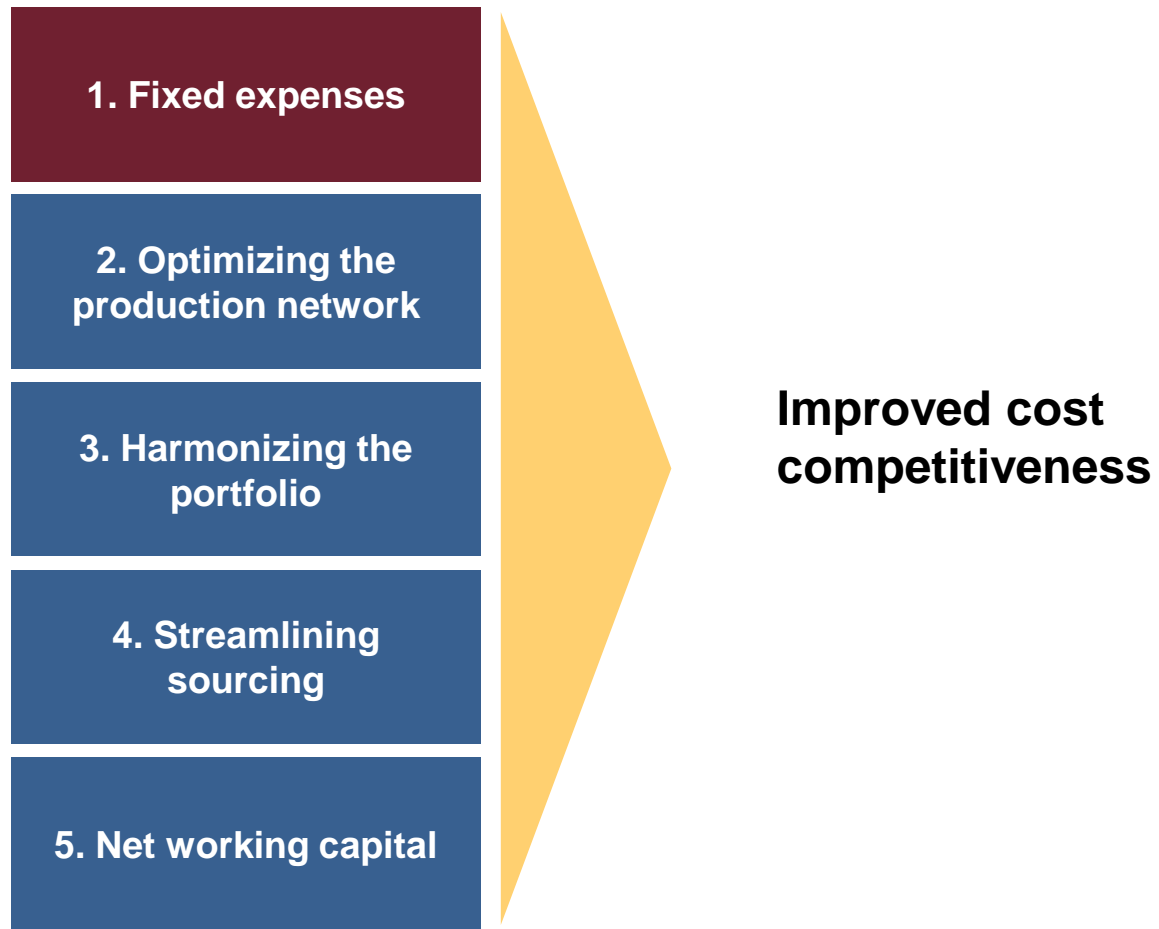 1. Fixed expenses
2. Optimizing the
production network
3. Harmonizing the
portfolio
4. Streamlining
sourcing
5. Net working capital
Improved cost
competitiveness